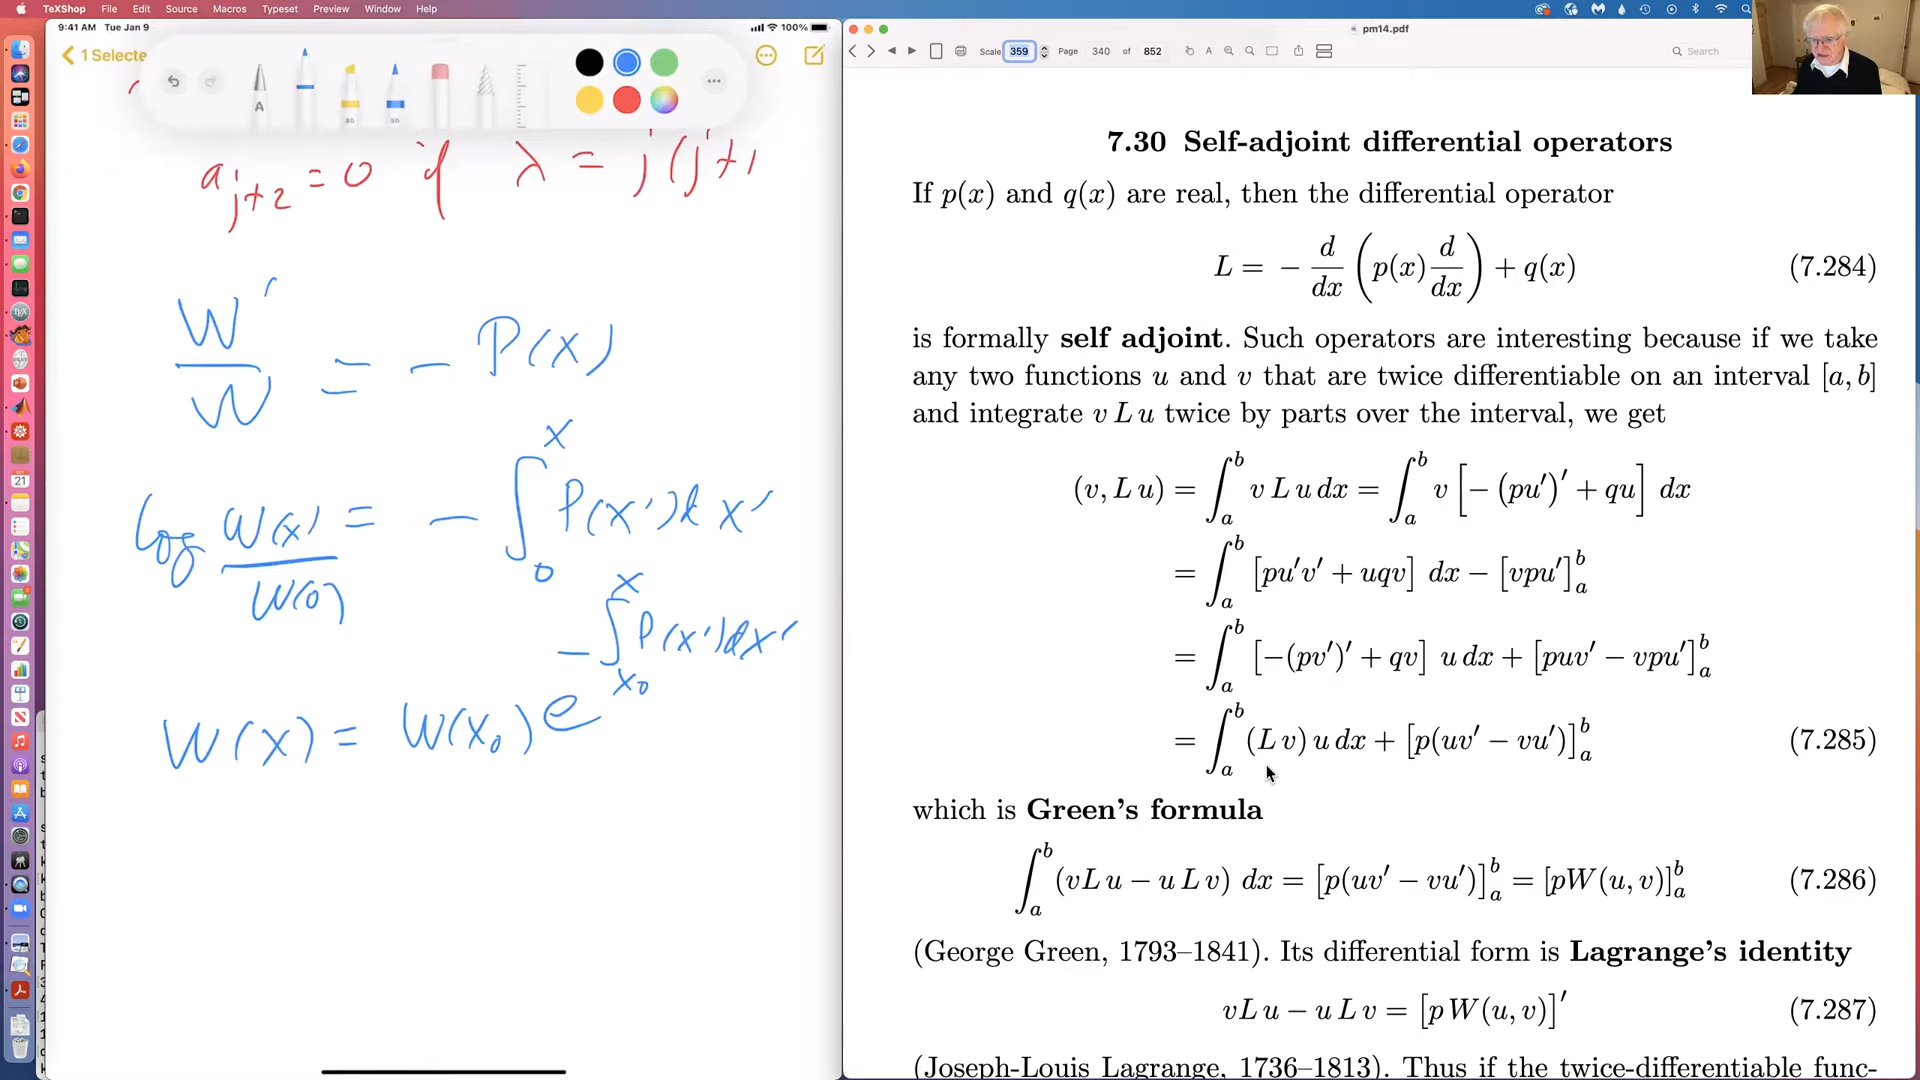 TeXShop File Edit Source Macros Typeset Preview Window Help
9:41 AM Tue Jan 9
100%
1 Selecte
A
80
50
a_{j+2} = 0 if λ = j(j+1
W′/W = − P(x)
log W(x)/W(0) = − ∫_0^x P(x′)dx′
W(x) = W(x₀) e^{−∫_{x₀}^x P(x′)dx′}
pm14.pdf
Scale 359 Page 340 of 852
Search
7.30 Self-adjoint differential operators
If p(x) and q(x) are real, then the differential operator
L = − d/dx ( p(x) d/dx ) + q(x) (7.284)
is formally self adjoint. Such operators are interesting because if we take
any two functions u and v that are twice differentiable on an interval [a, b]
and integrate v L u twice by parts over the interval, we get
(v, L u) = ∫_a^b v L u dx = ∫_a^b v [− (pu′)′ + qu] dx
= ∫_a^b [pu′v′ + uqv] dx − [vpu′]_a^b
= ∫_a^b [−(pv′)′ + qv] u dx + [puv′ − vpu′]_a^b
= ∫_a^b (L v) u dx + [p(uv′ − vu′)]_a^b (7.285)
which is Green's formula
∫_a^b (vL u − u L v) dx = [p(uv′ − vu′)]_a^b = [pW(u, v)]_a^b (7.286)
(George Green, 1793–1841). Its differential form is Lagrange's identity
vL u − u L v = [p W(u, v)]′ (7.287)
(Joseph-Louis Lagrange, 1736–1813). Thus if the twice-differentiable func-